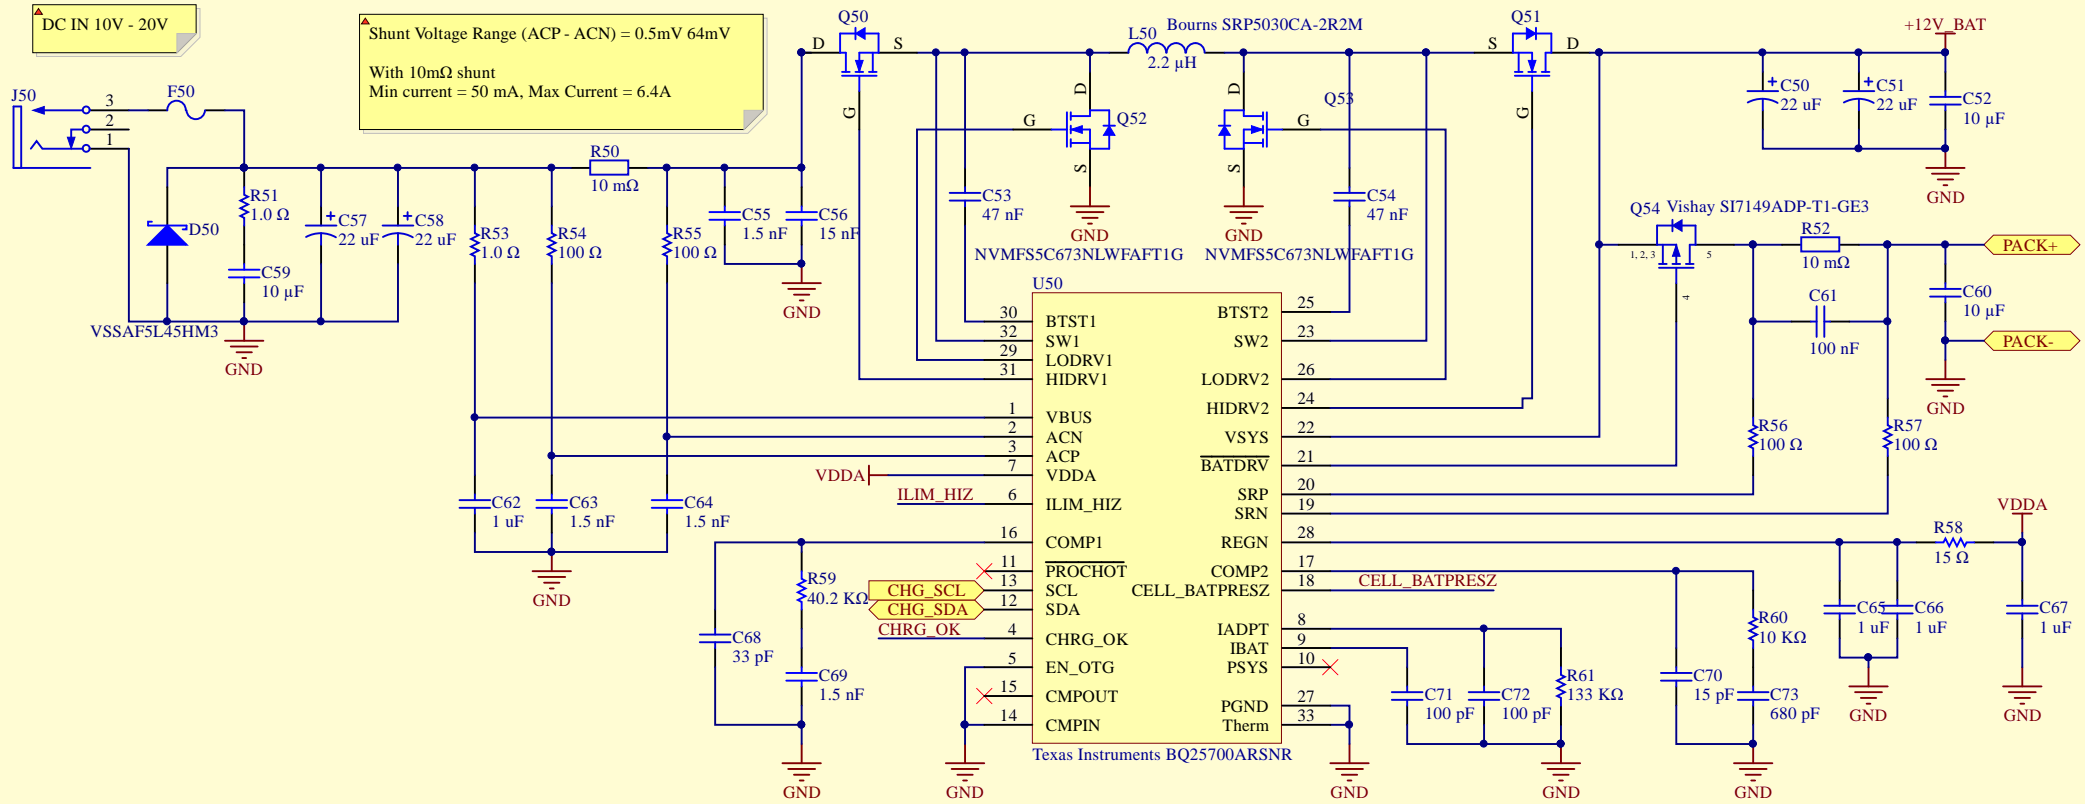 DC IN 10V - 20V
Shunt Voltage Range (ACP - ACN) = 0.5mV 64mV
With 10mΩ shunt
Min current = 50 mA, Max Current = 6.4A
J50
3
2
1
F50
D50
VSSAF5L45HM3
R51
1.0 Ω
C59
10 µF
GND
C57
22 uF
C58
22 uF
R53
1.0 Ω
R54
100 Ω
R50
10 mΩ
R55
100 Ω
C55
1.5 nF
C56
15 nF
GND
C62
1 uF
C63
1.5 nF
C64
1.5 nF
GND
Q50
D
S
G
C53
47 nF
Q52
D
G
S
GND
NVMFS5C673NLWFAFT1G
Bourns SRP5030CA-2R2M
L50
2.2 µH
Q53
D
G
S
GND
NVMFS5C673NLWFAFT1G
C54
47 nF
Q51
S
D
G
+12V_BAT
C50
22 uF
C51
22 uF
C52
10 µF
GND
Q54
Vishay SI7149ADP-T1-GE3
1, 2, 3
5
4
R52
10 mΩ
C61
100 nF
PACK+
C60
10 µF
PACK-
GND
R56
100 Ω
R57
100 Ω
U50
30 BTST1
32 SW1
29 LODRV1
31 HIDRV1
1 VBUS
2 ACN
3 ACP
VDDA 7 VDDA
ILIM_HIZ 6 ILIM_HIZ
16 COMP1
11 PROCHOT
CHG_SCL 13 SCL
CHG_SDA 12 SDA
CHRG_OK 4 CHRG_OK
5 EN_OTG
15 CMPOUT
14 CMPIN
BTST2 25
SW2 23
LODRV2 26
HIDRV2 24
VSYS 22
BATDRV 21
SRP 20
SRN 19
REGN 28
COMP2 17
CELL_BATPRESZ 18 CELL_BATPRESZ
IADPT 8
IBAT 9
PSYS 10
PGND 27
Therm 33
Texas Instruments BQ25700ARSNR
R59
40.2 KΩ
C68
33 pF
C69
1.5 nF
GND
GND
GND
C71
100 pF
C72
100 pF
R61
133 KΩ
GND
C70
15 pF
R60
10 KΩ
C73
680 pF
GND
C65
1 uF
C66
1 uF
GND
R58
15 Ω
VDDA
C67
1 uF
GND